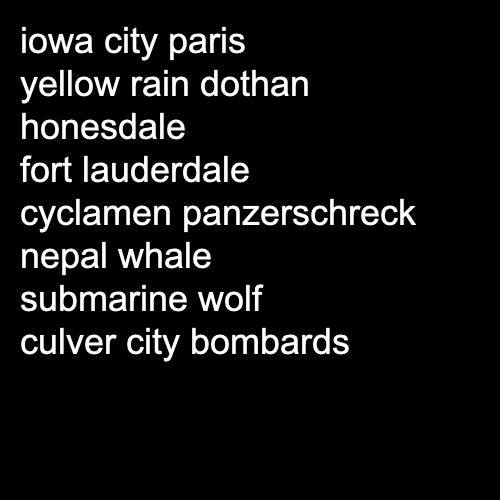 iowa city paris
yellow rain dothan
honesdale
fort lauderdale
cyclamen panzerschreck
nepal whale
submarine wolf
culver city bombards